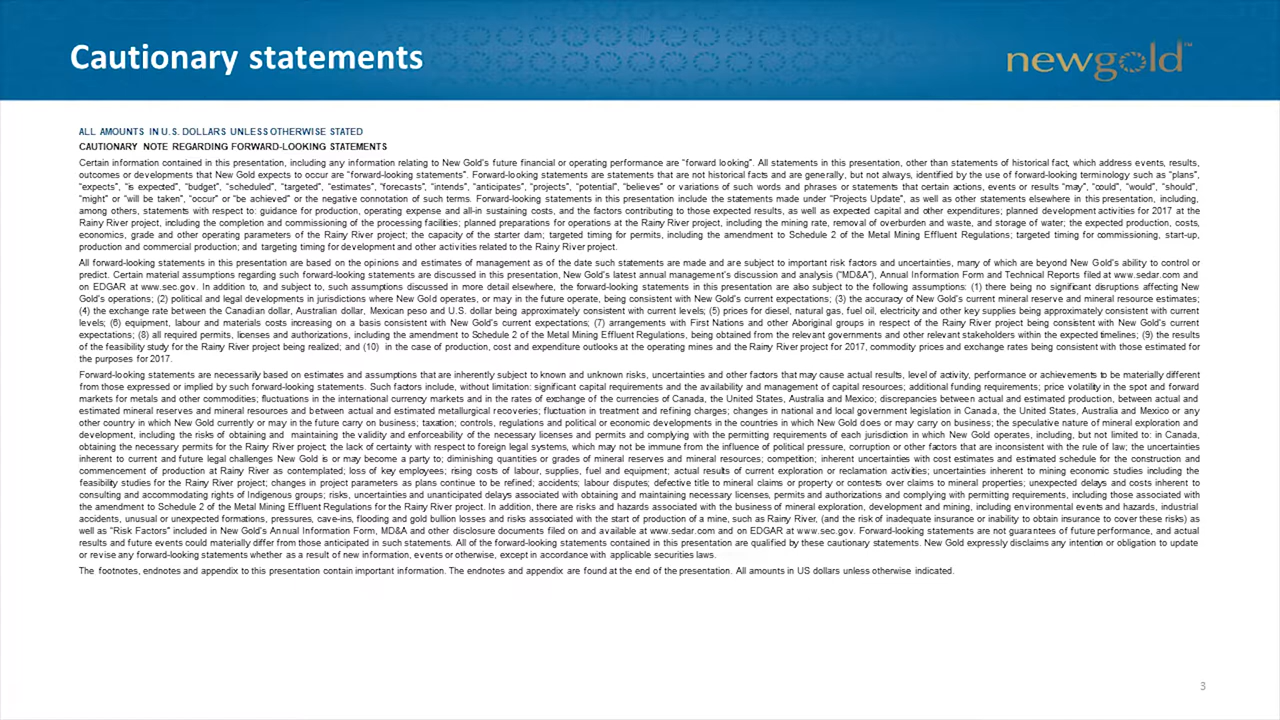 Cautionary statements
newgold™
ALL AMOUNTS IN U.S. DOLLARS UNLESS OTHERWISE STATED
CAUTIONARY NOTE REGARDING FORWARD-LOOKING STATEMENTS
Certain information contained in this presentation, including any information relating to New Gold's future financial or operating performance are "forward looking". All statements in this presentation, other than statements of historical fact, which address events, results,
outcomes or developments that New Gold expects to occur are "forward-looking statements". Forward-looking statements are statements that are not historical facts and are generally, but not always, identified by the use of forward-looking terminology such as "plans",
"expects", "is expected", "budget", "scheduled", "targeted", "estimates", "forecasts", "intends", "anticipates", "projects", "potential", "believes" or variations of such words and phrases or statements that certain actions, events or results "may", "could", "would", "should",
"might" or "will be taken", "occur" or "be achieved" or the negative connotation of such terms. Forward-looking statements in this presentation include the statements made under "Projects Update", as well as other statements elsewhere in this presentation, including,
among others, statements with respect to: guidance for production, operating expense and all-in sustaining costs, and the factors contributing to those expected results, as well as expected capital and other expenditures; planned development activities for 2017 at the
Rainy River project, including the completion and commissioning of the processing facilities; planned preparations for operations at the Rainy River project, including the mining rate, removal of overburden and waste, and storage of water; the expected production, costs,
economics, grade and other operating parameters of the Rainy River project; the capacity of the starter dam; targeted timing for permits, including the amendment to Schedule 2 of the Metal Mining Effluent Regulations; targeted timing for commissioning, start-up,
production and commercial production; and targeting timing for development and other activities related to the Rainy River project.
All forward-looking statements in this presentation are based on the opinions and estimates of management as of the date such statements are made and are subject to important risk factors and uncertainties, many of which are beyond New Gold's ability to control or
predict. Certain material assumptions regarding such forward-looking statements are discussed in this presentation, New Gold's latest annual management's discussion and analysis ("MD&A"), Annual Information Form and Technical Reports filed at www.sedar.com and
on EDGAR at www.sec.gov. In addition to, and subject to, such assumptions discussed in more detail elsewhere, the forward-looking statements in this presentation are also subject to the following assumptions: (1) there being no significant disruptions affecting New
Gold's operations; (2) political and legal developments in jurisdictions where New Gold operates, or may in the future operate, being consistent with New Gold's current expectations; (3) the accuracy of New Gold's current mineral reserve and mineral resource estimates;
(4) the exchange rate between the Canadian dollar, Australian dollar, Mexican peso and U.S. dollar being approximately consistent with current levels; (5) prices for diesel, natural gas, fuel oil, electricity and other key supplies being approximately consistent with current
levels; (6) equipment, labour and materials costs increasing on a basis consistent with New Gold's current expectations; (7) arrangements with First Nations and other Aboriginal groups in respect of the Rainy River project being consistent with New Gold's current
expectations; (8) all required permits, licenses and authorizations, including the amendment to Schedule 2 of the Metal Mining Effluent Regulations, being obtained from the relevant governments and other relevant stakeholders within the expected timelines; (9) the results
of the feasibility study for the Rainy River project being realized; and (10) in the case of production, cost and expenditure outlooks at the operating mines and the Rainy River project for 2017, commodity prices and exchange rates being consistent with those estimated for
the purposes for 2017.
Forward-looking statements are necessarily based on estimates and assumptions that are inherently subject to known and unknown risks, uncertainties and other factors that may cause actual results, level of activity, performance or achievements to be materially different
from those expressed or implied by such forward-looking statements. Such factors include, without limitation: significant capital requirements and the availability and management of capital resources; additional funding requirements; price volatility in the spot and forward
markets for metals and other commodities; fluctuations in the international currency markets and in the rates of exchange of the currencies of Canada, the United States, Australia and Mexico; discrepancies between actual and estimated production, between actual and
estimated mineral reserves and mineral resources and between actual and estimated metallurgical recoveries; fluctuation in treatment and refining charges; changes in national and local government legislation in Canada, the United States, Australia and Mexico or any
other country in which New Gold currently or may in the future carry on business; taxation; controls, regulations and political or economic developments in the countries in which New Gold does or may carry on business; the speculative nature of mineral exploration and
development, including the risks of obtaining and maintaining the validity and enforceability of the necessary licenses and permits and complying with the permitting requirements of each jurisdiction in which New Gold operates, including, but not limited to: in Canada,
obtaining the necessary permits for the Rainy River project; the lack of certainty with respect to foreign legal systems, which may not be immune from the influence of political pressure, corruption or other factors that are inconsistent with the rule of law; the uncertainties
inherent to current and future legal challenges New Gold is or may become a party to; diminishing quantities or grades of mineral reserves and mineral resources; competition; inherent uncertainties with cost estimates and estimated schedule for the construction and
commencement of production at Rainy River as contemplated; loss of key employees; rising costs of labour, supplies, fuel and equipment; actual results of current exploration or reclamation activities; uncertainties inherent to mining economic studies including the
feasibility studies for the Rainy River project; changes in project parameters as plans continue to be refined; accidents; labour disputes; defective title to mineral claims or property or contests over claims to mineral properties; unexpected delays and costs inherent to
consulting and accommodating rights of Indigenous groups; risks, uncertainties and unanticipated delays associated with obtaining and maintaining necessary licenses, permits and authorizations and complying with permitting requirements, including those associated with
the amendment to Schedule 2 of the Metal Mining Effluent Regulations for the Rainy River project. In addition, there are risks and hazards associated with the business of mineral exploration, development and mining, including environmental events and hazards, industrial
accidents, unusual or unexpected formations, pressures, cave-ins, flooding and gold bullion losses and risks associated with the start of production of a mine, such as Rainy River, (and the risk of inadequate insurance or inability to obtain insurance to cover these risks) as
well as "Risk Factors" included in New Gold's Annual Information Form, MD&A and other disclosure documents filed on and available at www.sedar.com and on EDGAR at www.sec.gov. Forward-looking statements are not guarantees of future performance, and actual
results and future events could materially differ from those anticipated in such statements. All of the forward-looking statements contained in this presentation are qualified by these cautionary statements. New Gold expressly disclaims any intention or obligation to update
or revise any forward-looking statements whether as a result of new information, events or otherwise, except in accordance with applicable securities laws.
The footnotes, endnotes and appendix to this presentation contain important information. The endnotes and appendix are found at the end of the presentation. All amounts in US dollars unless otherwise indicated.
3